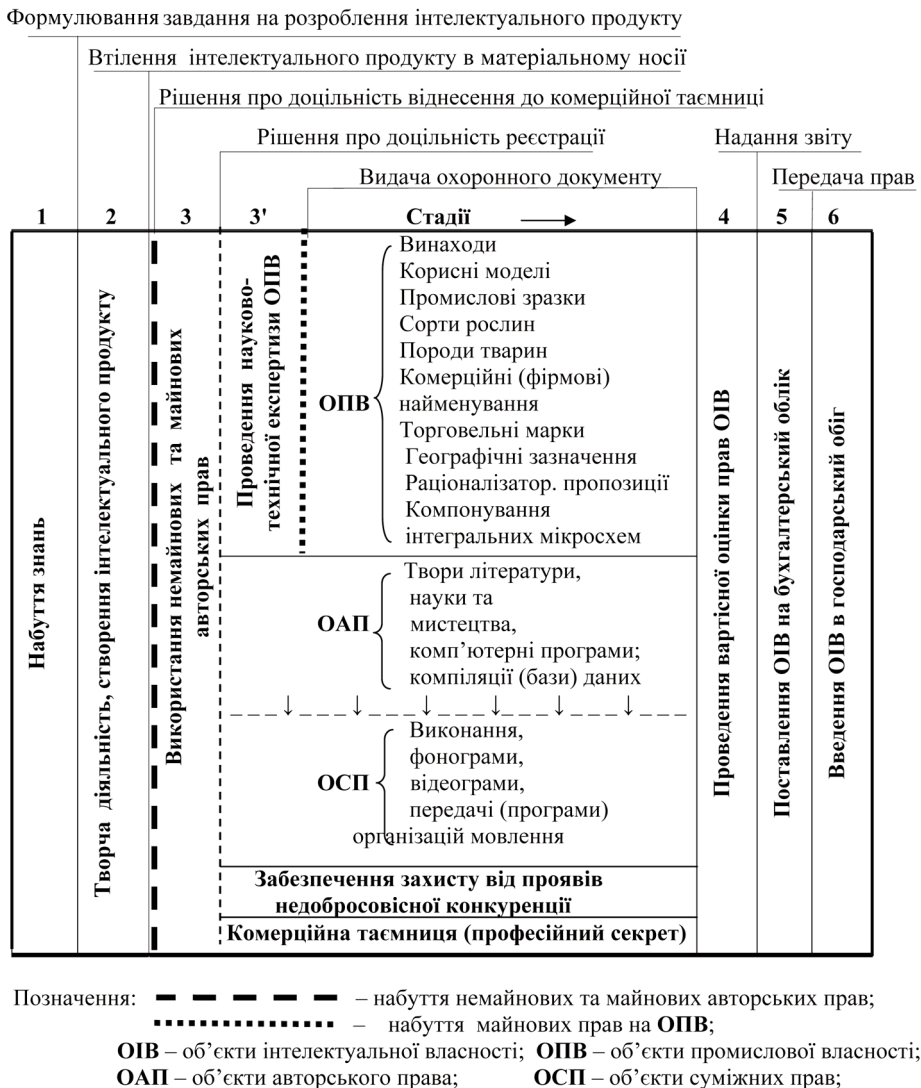 Формулювання завдання на розроблення інтелектуального продукту
Втілення інтелектуального продукту в матеріальному носії
Рішення про доцільність віднесення до комерційної таємниці
Рішення про доцільність реєстрації
Надання звіту
Видача охоронного документу
Передача прав
1 2 3 3' Стадії → 4 5 6
Набуття знань
Творча діяльність, створення інтелектуального продукту
Використання немайнових та майнових
авторських прав
Проведення науково-
технічної експертизи ОПВ
ОПВ
Винаходи
Корисні моделі
Промислові зразки
Сорти рослин
Породи тварин
Комерційні (фірмові)
найменування
Торговельні марки
Географічні зазначення
Раціоналізатор. пропозиції
Компонування
інтегральних мікросхем
ОАП
Твори літератури,
науки та
мистецтва,
комп’ютерні програми;
компіляції (бази) даних
ОСП
Виконання,
фонограми,
відеограми,
передачі (програми)
організацій мовлення
Забезпечення захисту від проявів
недобросовісної конкуренції
Комерційна таємниця (професійний секрет)
Проведення вартісної оцінки прав ОІВ
Поставлення ОІВ на бухгалтерський облік
Введення ОІВ в господарський обіг
Позначення: – набуття немайнових та майнових авторських прав;
– набуття майнових прав на ОПВ;
ОІВ – об’єкти інтелектуальної власності; ОПВ – об’єкти промислової власності;
ОАП – об’єкти авторського права; ОСП – об’єкти суміжних прав;